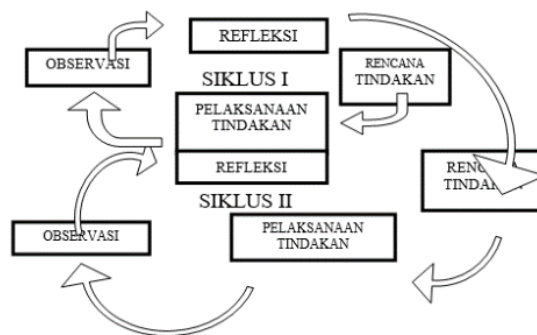 REFLEKSI
OBSERVASI
RENCANA
TINDAKAN
SIKLUS I
PELAKSANAAN
TINDAKAN
REFLEKSI
SIKLUS II
OBSERVASI
PELAKSANAAN
TINDAKAN